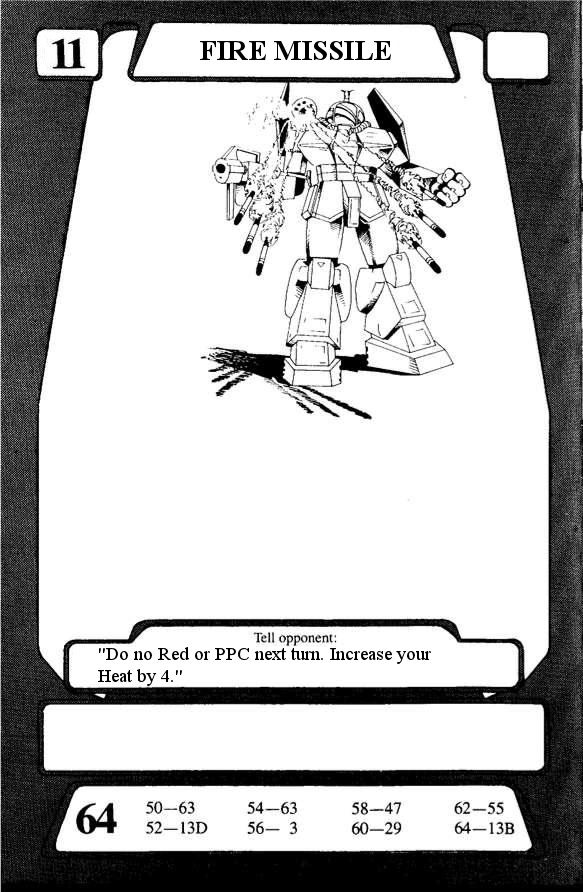 11
FIRE MISSILE
Tell opponent:
"Do no Red or PPC next turn. Increase your
Heat by 4."
64
50—63 54—63 58—47 62—55
52—13D 56— 3 60—29 64—13B